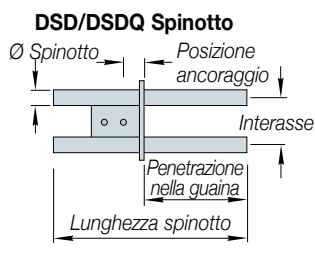 DSD/DSDQ Spinotto
Ø Spinotto
Posizione
ancoraggio
Interasse
Penetrazione
nella guaina
Lunghezza spinotto